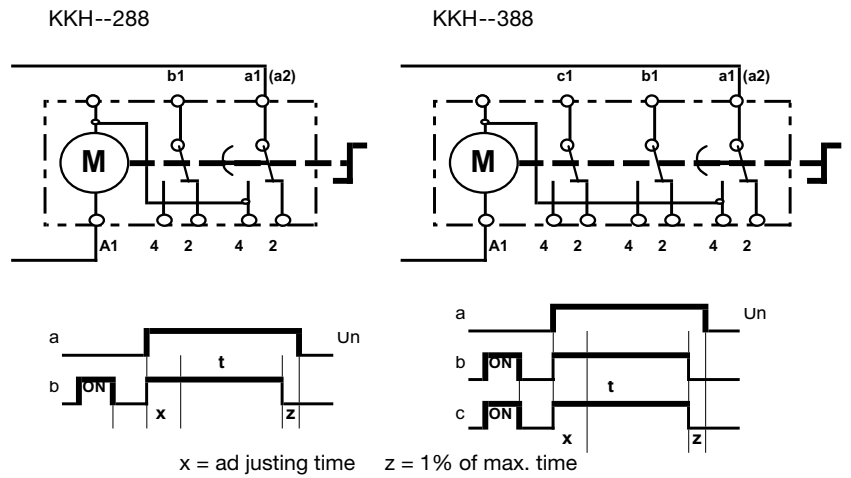 KKH--288
b1 a1 (a2)
M
A1 4 2 4 2
a Un
t
b ON
x z
KKH--388
c1 b1 a1 (a2)
M
A1 4 2 4 2 4 2
a Un
b ON
t
c ON
x z
x = ad justing time z = 1% of max. time